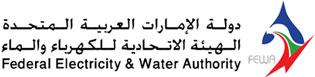 دولة الإمارات العربية المتحدة
الهيئة الاتحادية للكهرباء والماء
Federal Electricity & Water Authority
FEWA